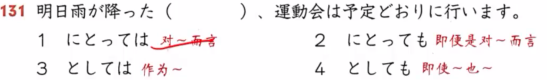 131 明日雨が降った（　　　）、運動会は予定どおりに行います。
1 にとっては 对～而言 2 にとっても 即便是对～而言
3 としては 作为～ 4 としても 即使～也～